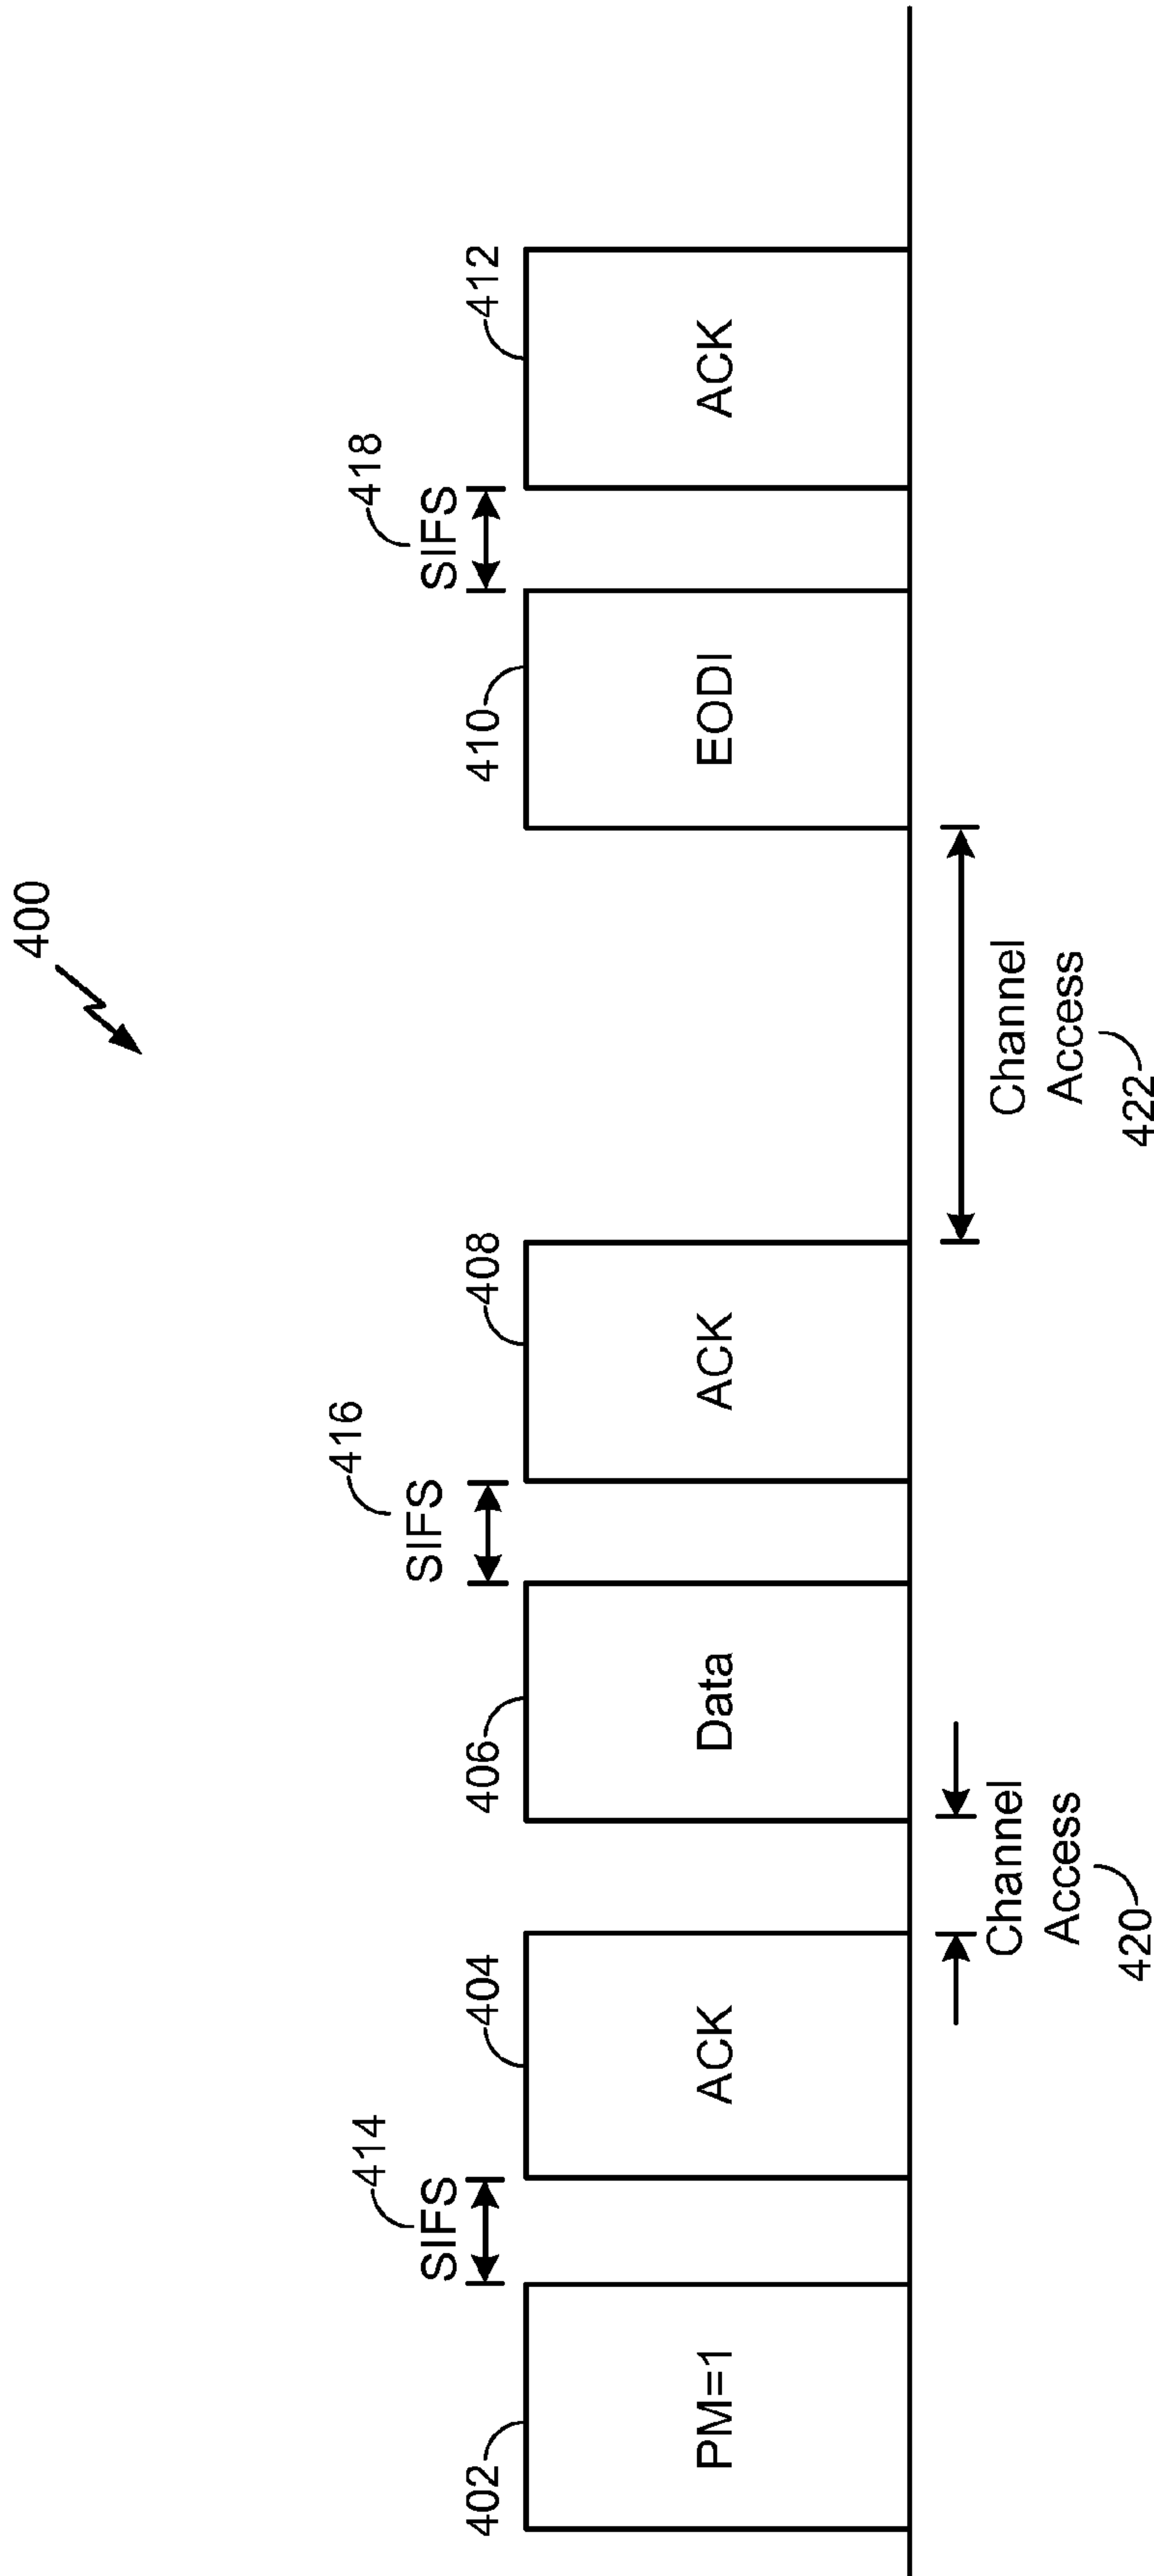 400
402
PM=1
414
SIFS
404
ACK
Channel
Access
420
406
Data
416
SIFS
408
ACK
Channel
Access
422
410
EODI
418
SIFS
412
ACK